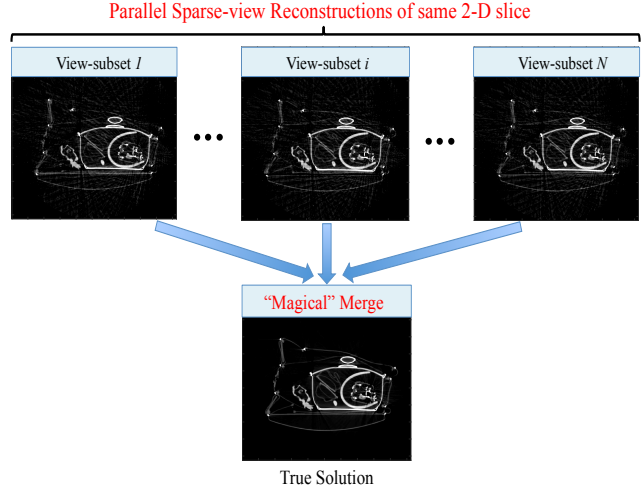 Parallel Sparse-view Reconstructions of same 2-D slice
View-subset 1
View-subset i
View-subset N
“Magical” Merge
True Solution